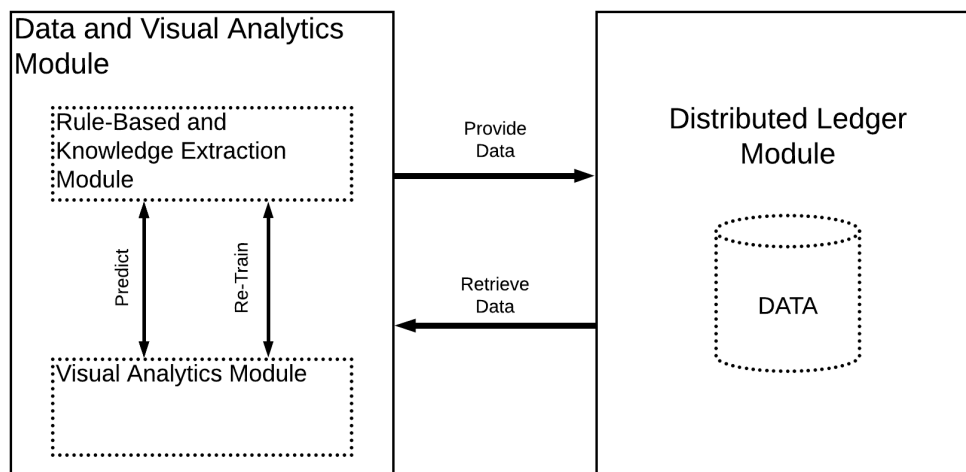 Data and Visual Analytics
Module
Rule-Based and
Knowledge Extraction
Module
Predict
Re-Train
Visual Analytics Module
Provide
Data
Retrieve
Data
Distributed Ledger
Module
DATA